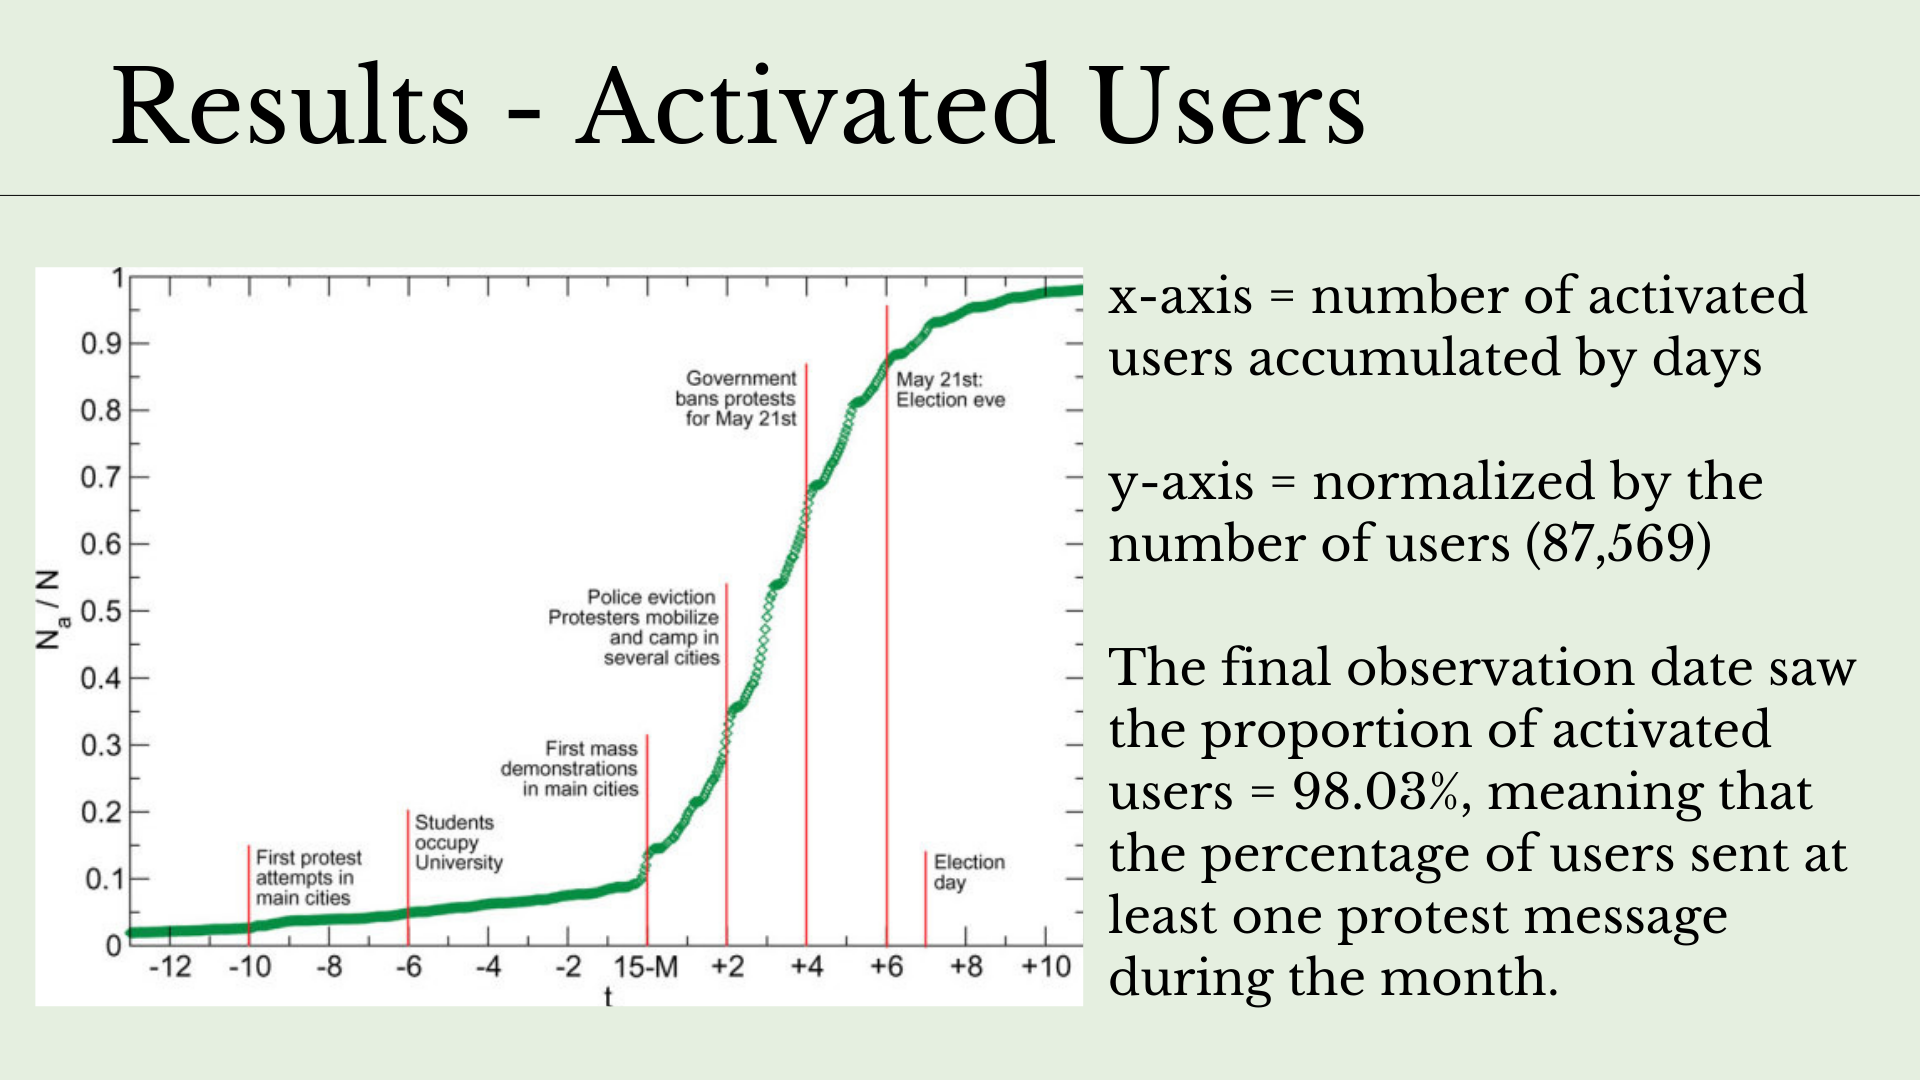 Results - Activated Users
1
0.9
0.8
0.7
0.6
0.5
0.4
0.3
0.2
0.1
0
Na / N
-12 -10 -8 -6 -4 -2 15-M +2 +4 +6 +8 +10
t
First protest
attempts in
main cities
Students
occupy
University
First mass
demonstrations
in main cities
Police eviction
Protesters mobilize
and camp in
several cities
Government
bans protests
for May 21st
May 21st:
Election eve
Election
day
x-axis = number of activated
users accumulated by days
y-axis = normalized by the
number of users (87,569)
The final observation date saw
the proportion of activated
users = 98.03%, meaning that
the percentage of users sent at
least one protest message
during the month.